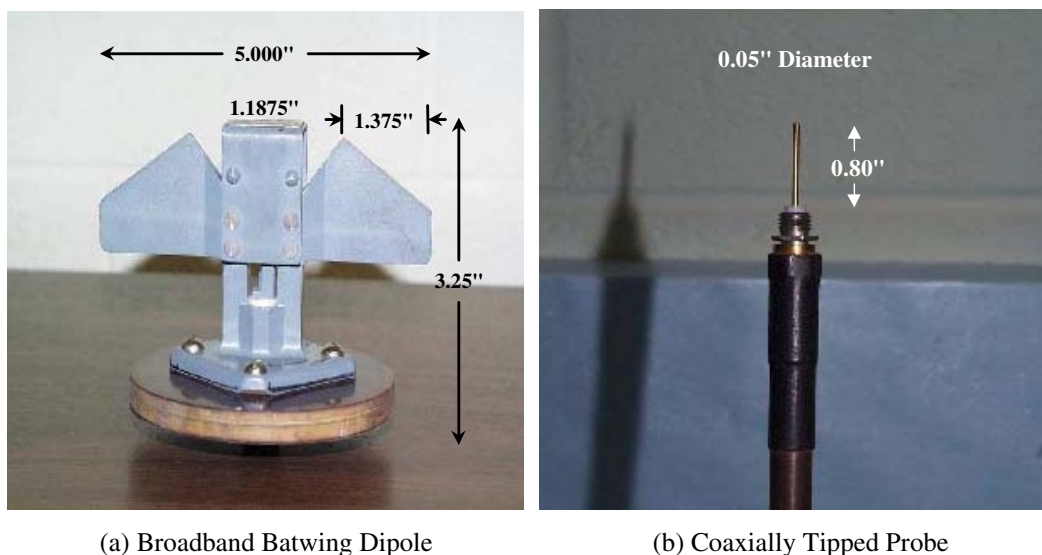 5.000"
1.1875"
1.375"
3.25"
0.05" Diameter
0.80"
(a) Broadband Batwing Dipole
(b) Coaxially Tipped Probe